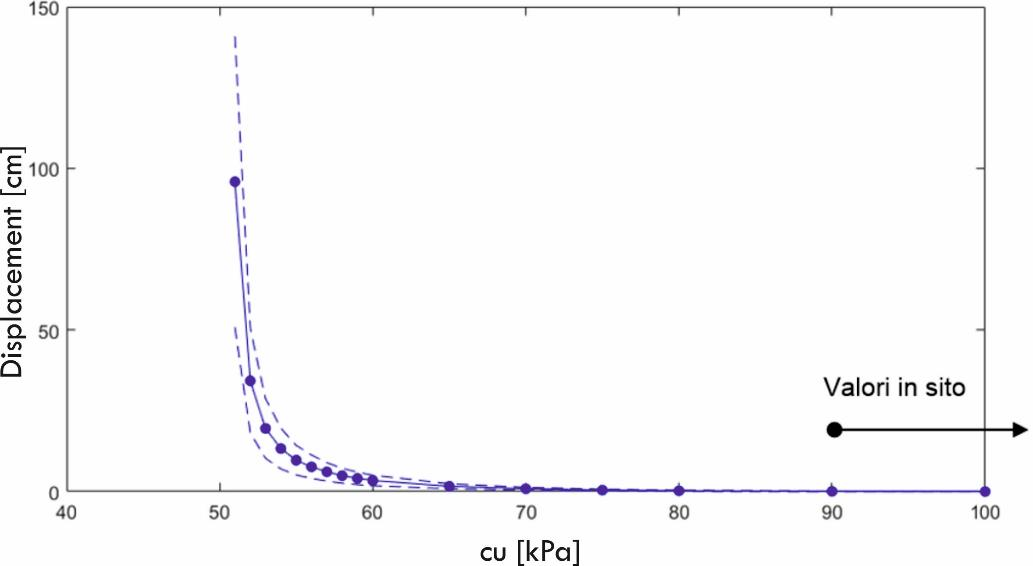 150
100
50
0
Displacement [cm]
Valori in sito
40 50 60 70 80 90 100
cu [kPa]